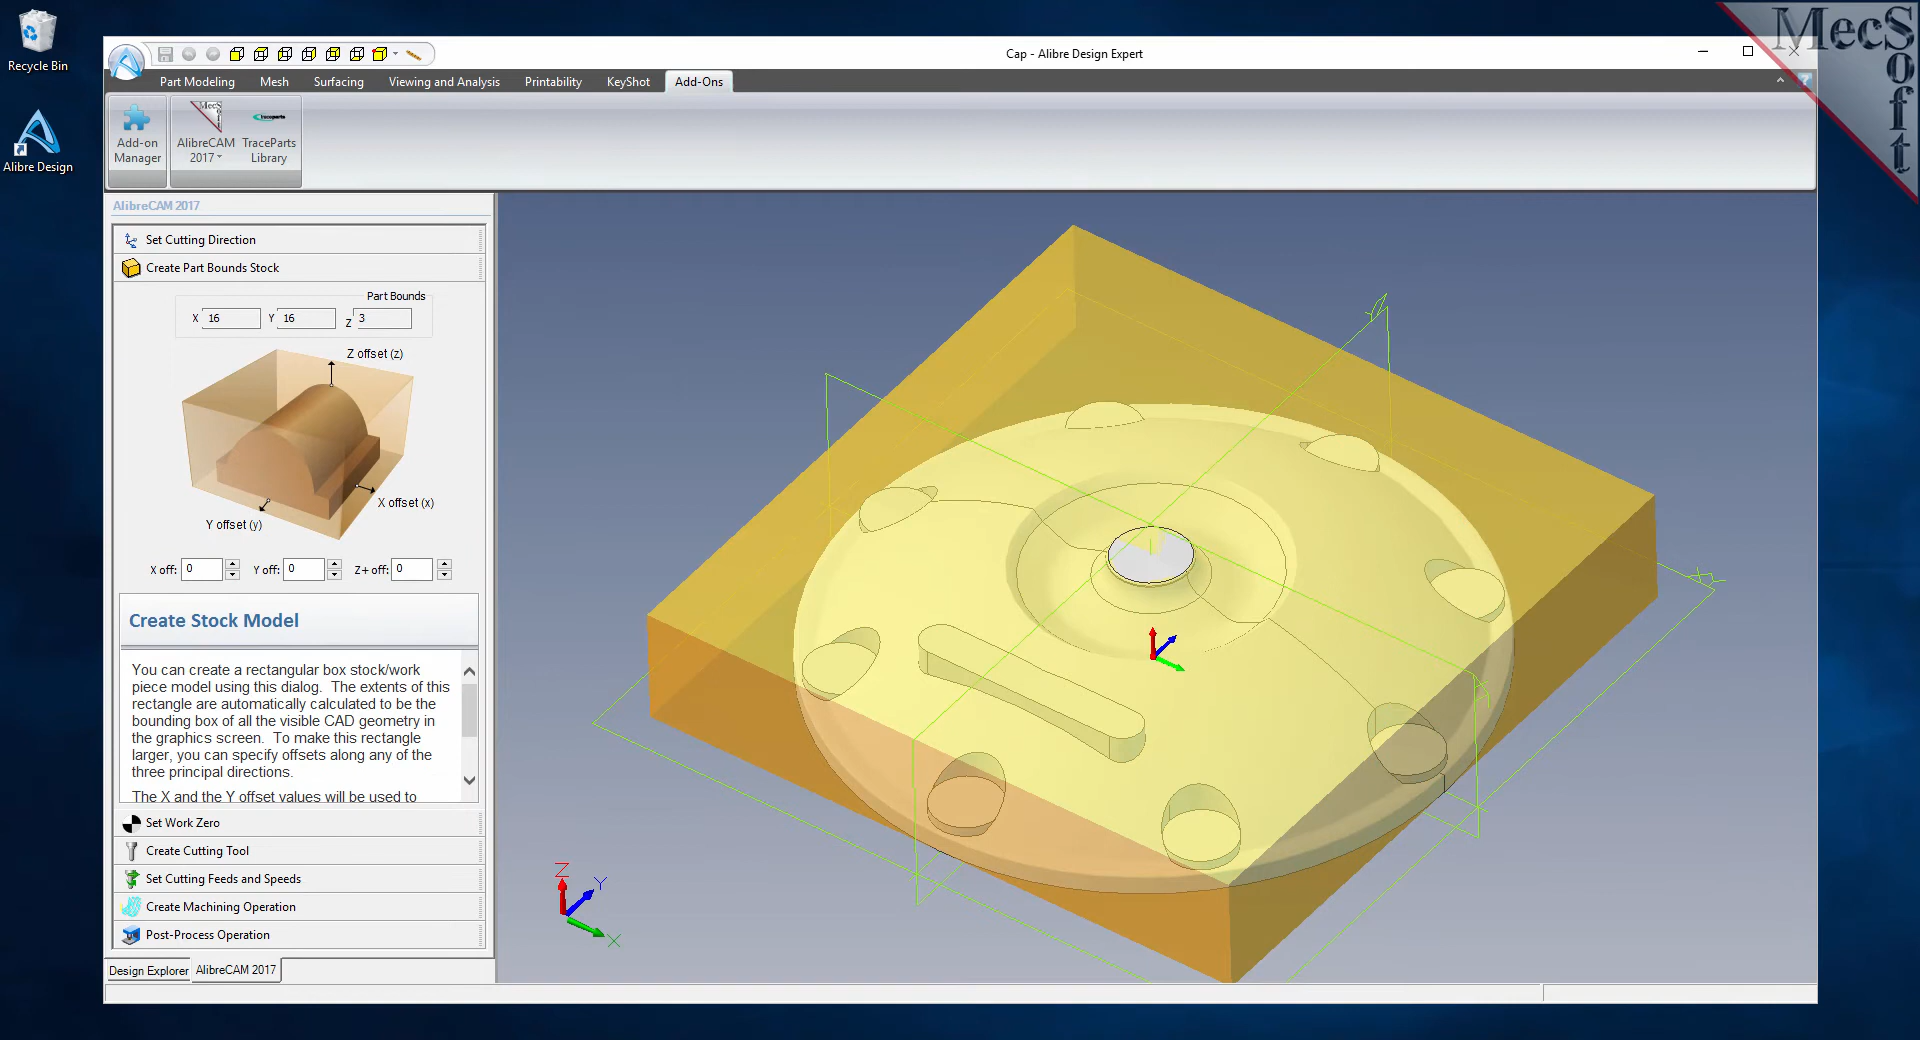 Recycle Bin
Alibre Design
Cap - Alibre Design Expert
MecSoft
Part Modeling
Mesh
Surfacing
Viewing and Analysis
Printability
KeyShot
Add-Ons
Add-on
Manager
MecSoft
AlibreCAM
2017
traceparts
TraceParts
Library
AlibreCAM 2017
Set Cutting Direction
Create Part Bounds Stock
Part Bounds
X 16 Y 16 Z 3
Z offset (z)
X offset (x)
Y offset (y)
X off: 0 Y off: 0 Z+ off: 0
Create Stock Model
You can create a rectangular box stock/work
piece model using this dialog. The extents of this
rectangle are automatically calculated to be the
bounding box of all the visible CAD geometry in
the graphics screen. To make this rectangle
larger, you can specify offsets along any of the
three principal directions.
The X and the Y offset values will be used to
Set Work Zero
Create Cutting Tool
Set Cutting Feeds and Speeds
Create Machining Operation
Post-Process Operation
Design Explorer
AlibreCAM 2017
Z
Y
X